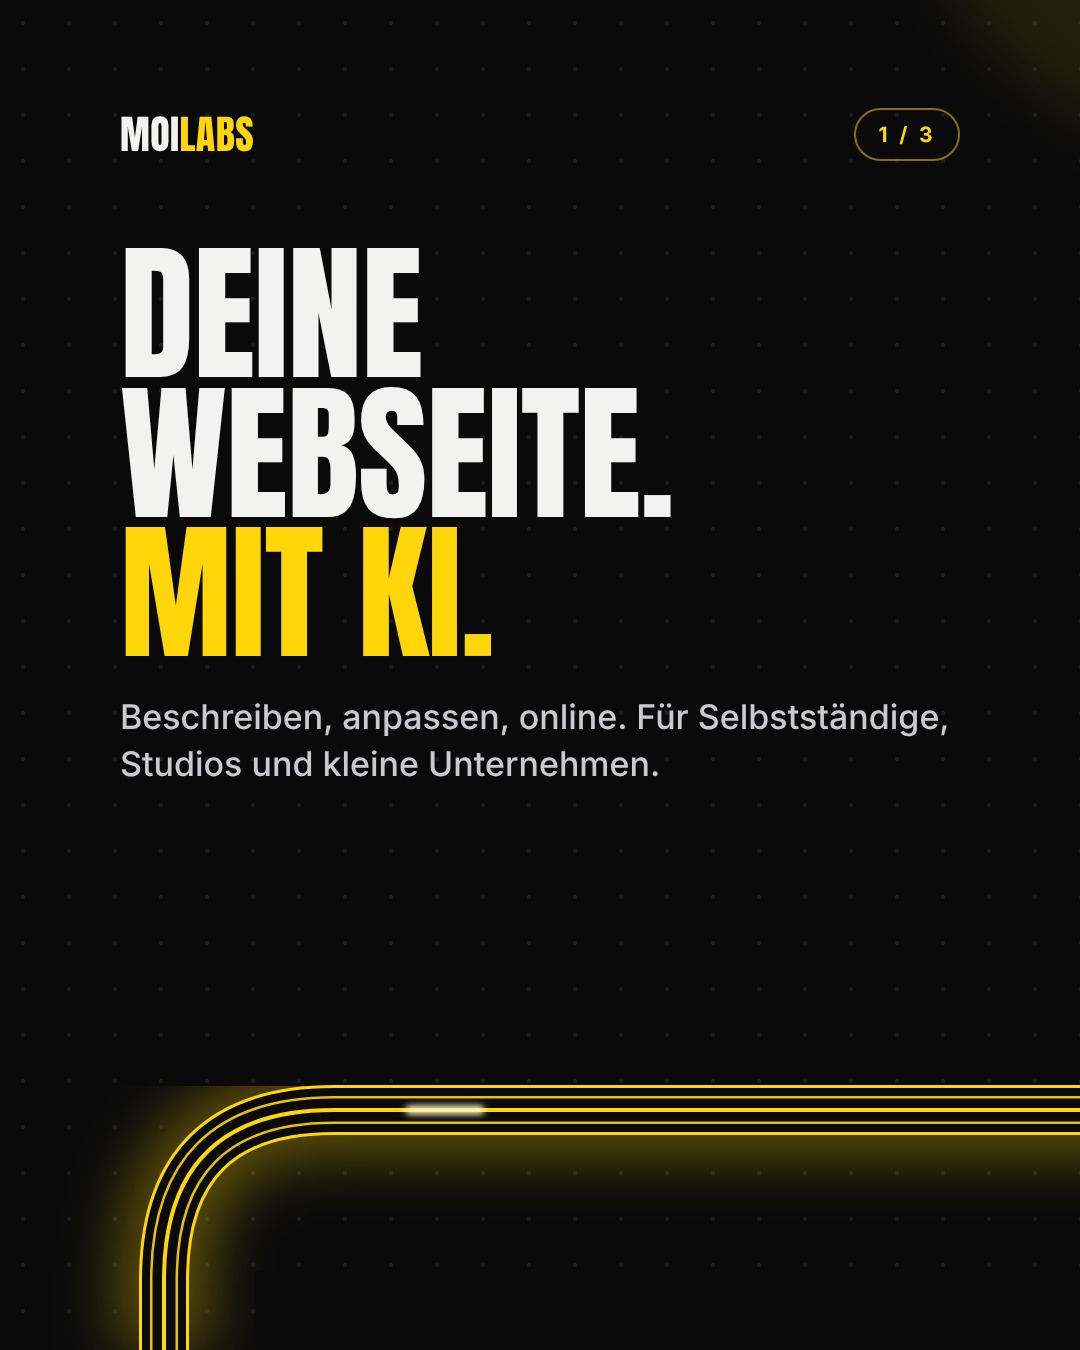 MOILABS
1 / 3
DEINE
WEBSEITE.
MIT KI.
Beschreiben, anpassen, online. Für Selbstständige,
Studios und kleine Unternehmen.